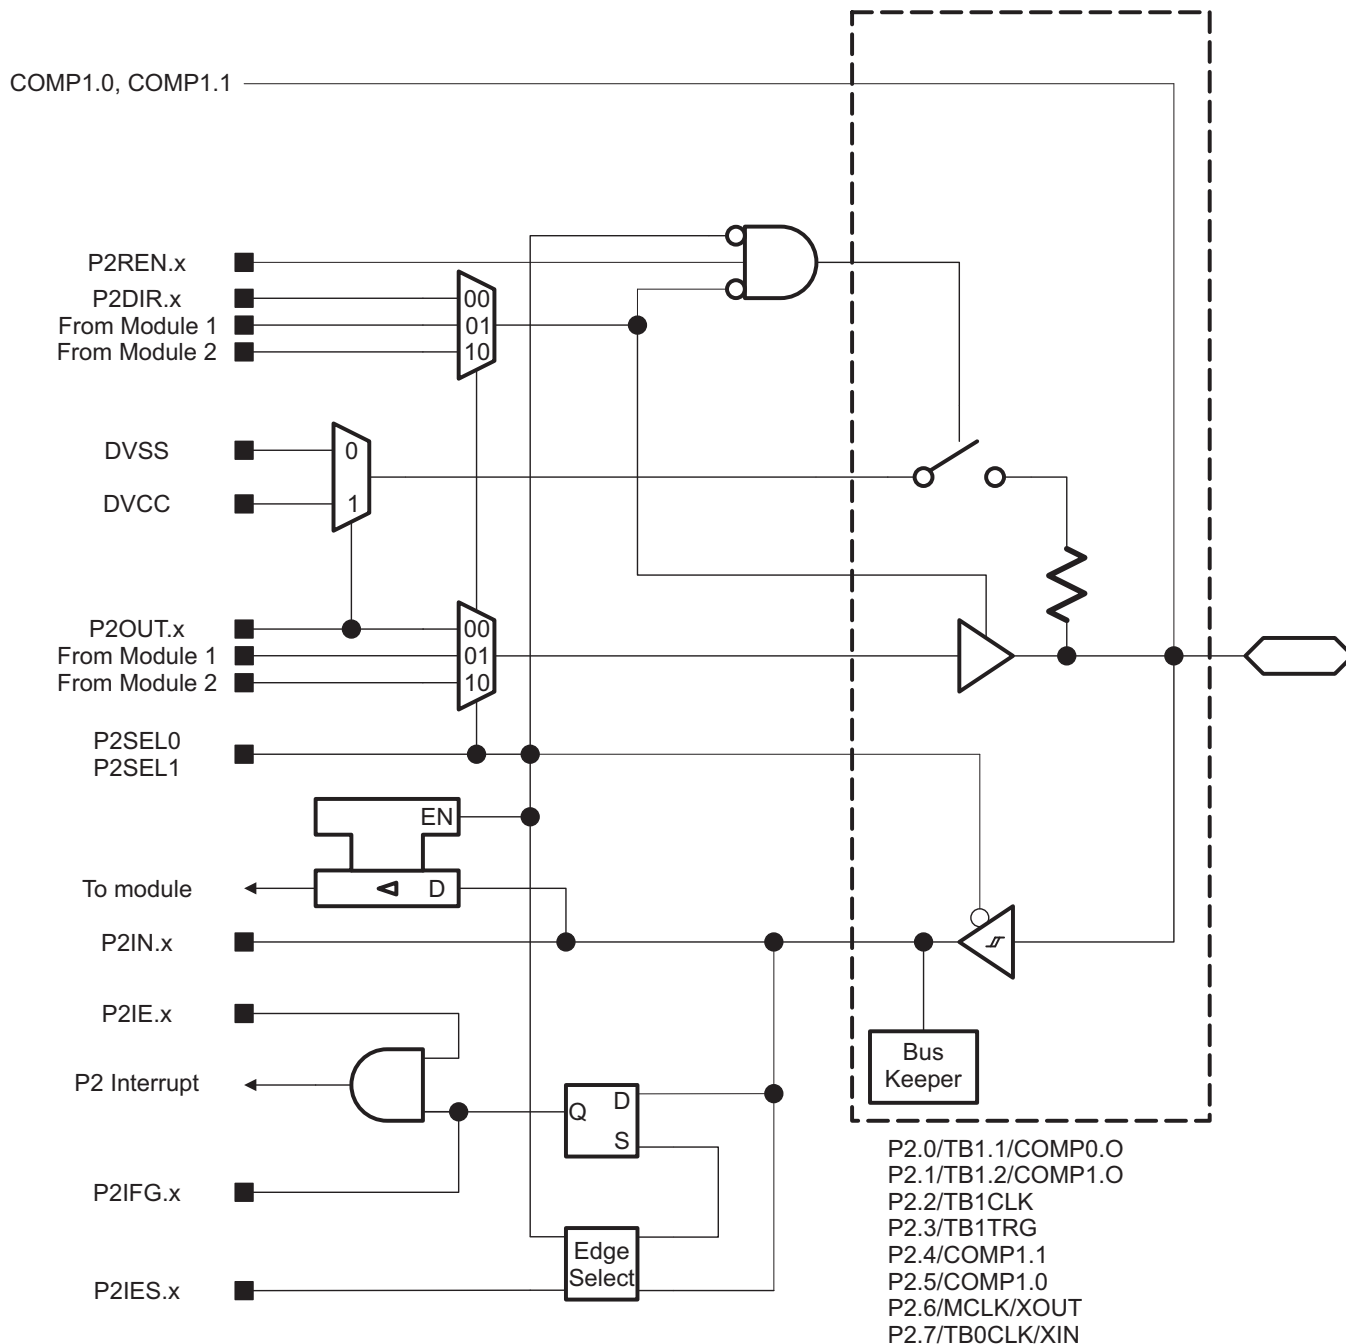 COMP1.0, COMP1.1
P2REN.x
P2DIR.x
From Module 1
From Module 2
00
01
10
DVSS
DVCC
0
1
P2OUT.x
From Module 1
From Module 2
00
01
10
P2SEL0
P2SEL1
EN
To module
D
P2IN.x
P2IE.x
Bus
Keeper
P2 Interrupt
Q
D
S
P2IFG.x
Edge
Select
P2IES.x
P2.0/TB1.1/COMP0.O
P2.1/TB1.2/COMP1.O
P2.2/TB1CLK
P2.3/TB1TRG
P2.4/COMP1.1
P2.5/COMP1.0
P2.6/MCLK/XOUT
P2.7/TB0CLK/XIN